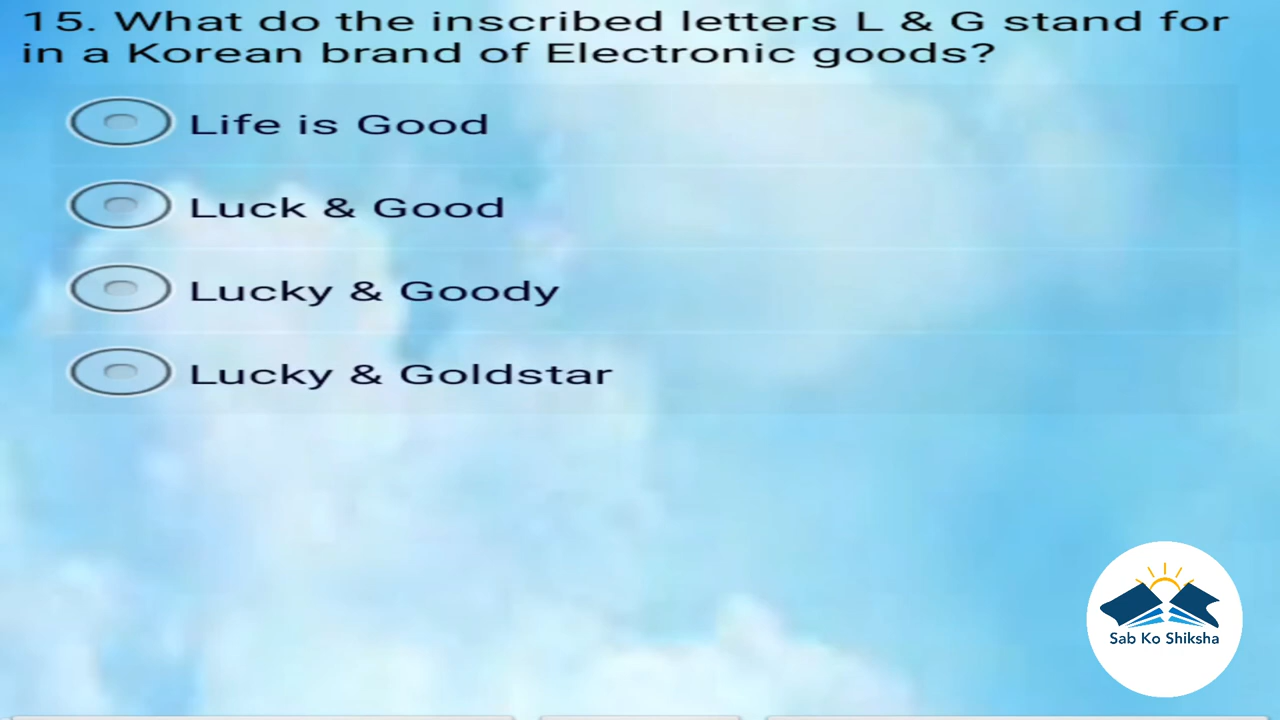 15. What do the inscribed letters L & G stand for
in a Korean brand of Electronic goods?
Life is Good
Luck & Good
Lucky & Goody
Lucky & Goldstar
Sab Ko Shiksha